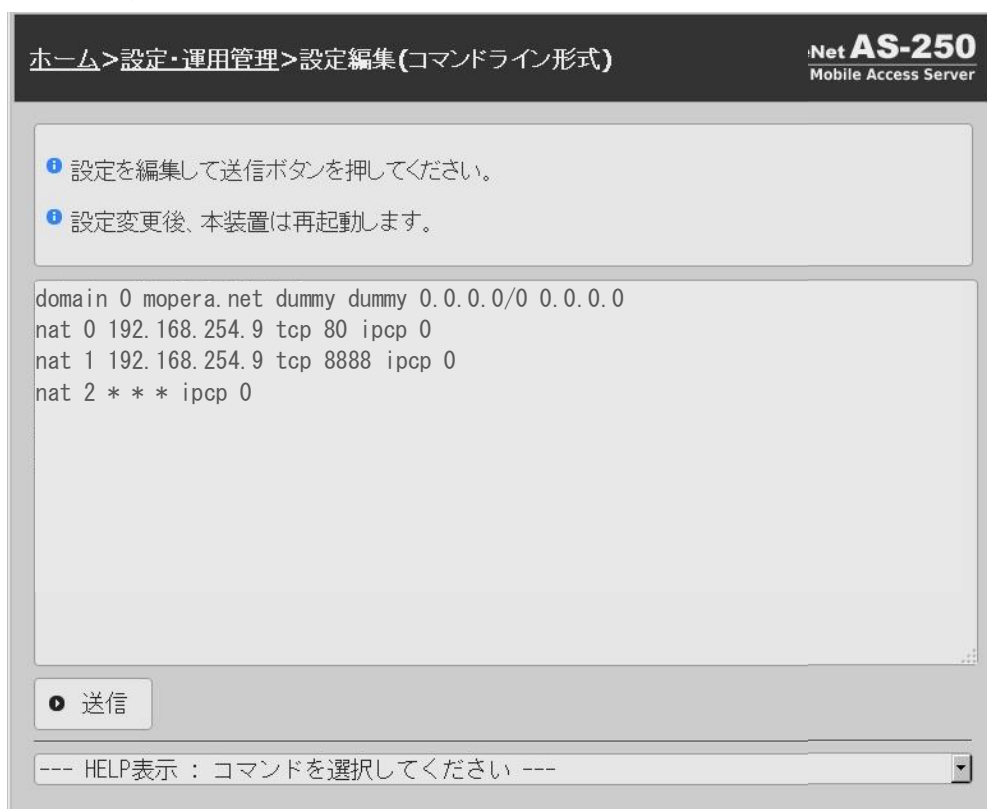 ホーム>設定・運用管理>設定編集(コマンドライン形式)
Net AS-250
Mobile Access Server
設定を編集して送信ボタンを押してください。
設定変更後、本装置は再起動します。
domain 0 mopera.net dummy dummy 0.0.0.0/0 0.0.0.0
nat 0 192.168.254.9 tcp 80 ipcp 0
nat 1 192.168.254.9 tcp 8888 ipcp 0
nat 2 * * * ipcp 0
送信
--- HELP表示 : コマンドを選択してください ---